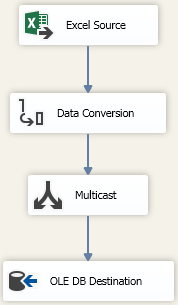 Excel Source
Data Conversion
Multicast
OLE DB Destination